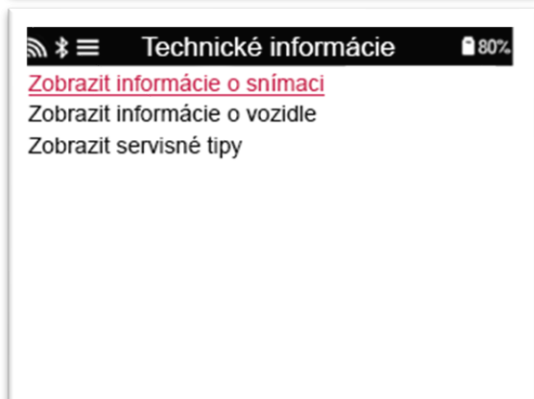 Technické informácie 80%
Zobrazit informácie o snímaci
Zobrazit informácie o vozidle
Zobrazit servisné tipy